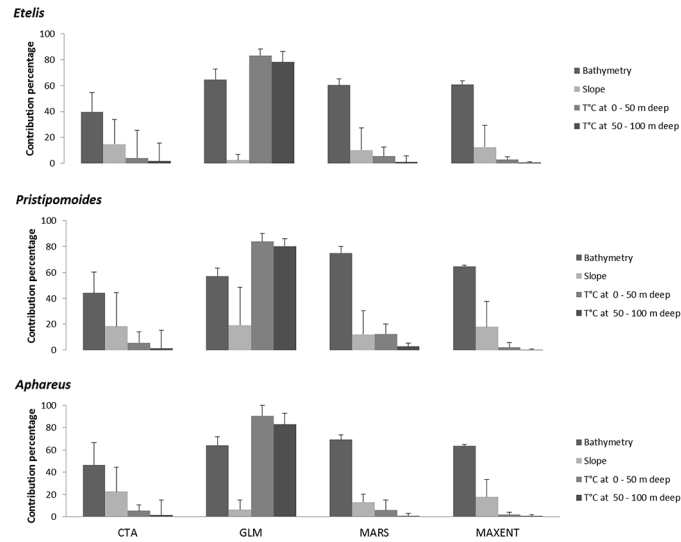 Etelis
Contribution percentage
100
80
60
40
20
0
Bathymetry
Slope
T°C at 0 - 50 m deep
T°C at 50 - 100 m deep
Pristipomoides
Contribution percentage
100
80
60
40
20
0
Bathymetry
Slope
T°C at 0 - 50 m deep
T°C at 50 - 100 m deep
Aphareus
Contribution percentage
100
80
60
40
20
0
Bathymetry
Slope
T°C at 0 - 50 m deep
T°C at 50 - 100 m deep
CTA GLM MARS MAXENT